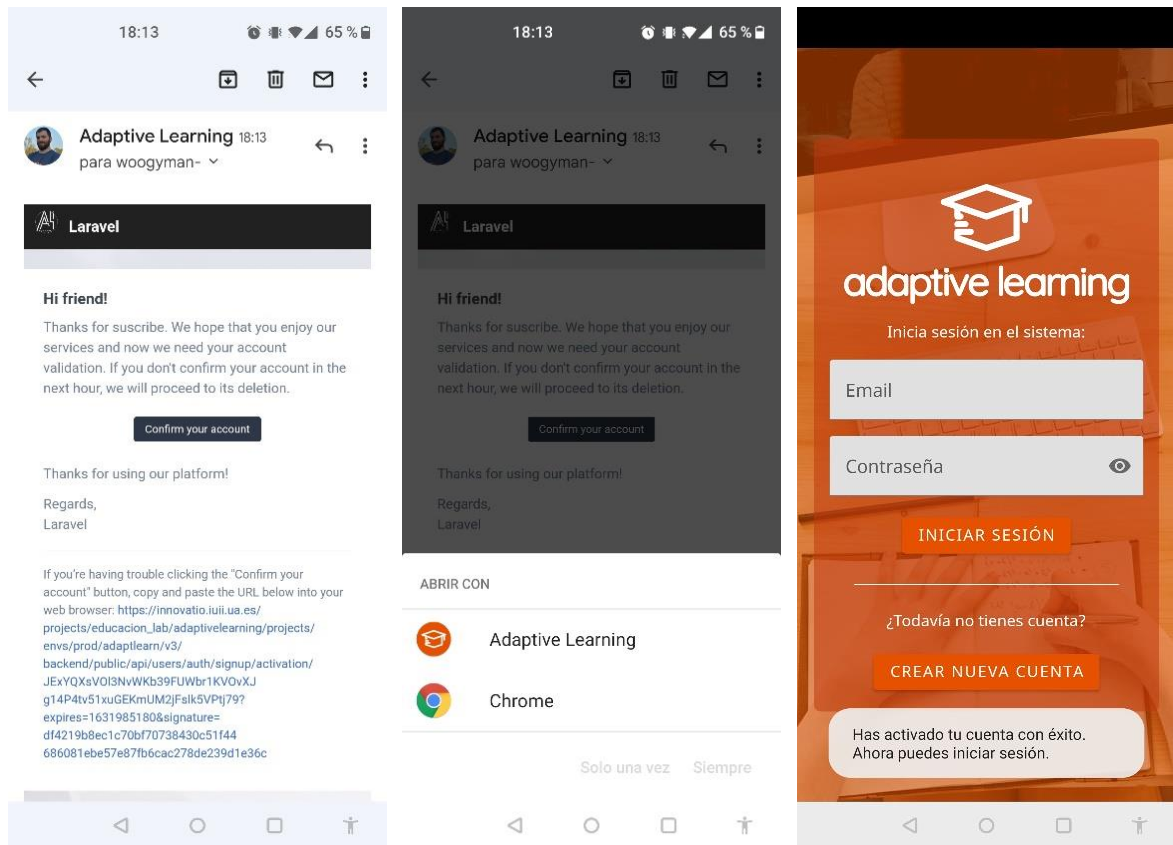 18:13
65 %
Adaptive Learning 18:13
para woogyman-
Laravel
Hi friend!
Thanks for suscribe. We hope that you enjoy our
services and now we need your account
validation. If you don't confirm your account in the
next hour, we will proceed to its deletion.
Confirm your account
Thanks for using our platform!
Regards,
Laravel
If you're having trouble clicking the "Confirm your
account" button, copy and paste the URL below into your
web browser: https://innovatio.iuii.ua.es/
projects/educacion_lab/adaptivelearning/projects/
envs/prod/adaptlearn/v3/
backend/public/api/users/auth/signup/activation/
JExYQXsVOl3NvWKb39FUWbr1KVOvXJ
g14P4tv51xuGEKmUM2jFslk5VPtj79?
expires=1631985180&signature=
df4219b8ec1c70bf70738430c51f44
686081ebe57e87fb6cac278de239d1e36c
18:13
65 %
Adaptive Learning 18:13
para woogyman-
Laravel
Hi friend!
Thanks for suscribe. We hope that you enjoy our
services and now we need your account
validation. If you don't confirm your account in the
next hour, we will proceed to its deletion.
Confirm your account
Thanks for using our platform!
Regards,
Laravel
ABRIR CON
Adaptive Learning
Chrome
Solo una vez Siempre
adaptive learning
Inicia sesión en el sistema:
Email
Contraseña
INICIAR SESIÓN
¿Todavía no tienes cuenta?
CREAR NUEVA CUENTA
Has activado tu cuenta con éxito.
Ahora puedes iniciar sesión.